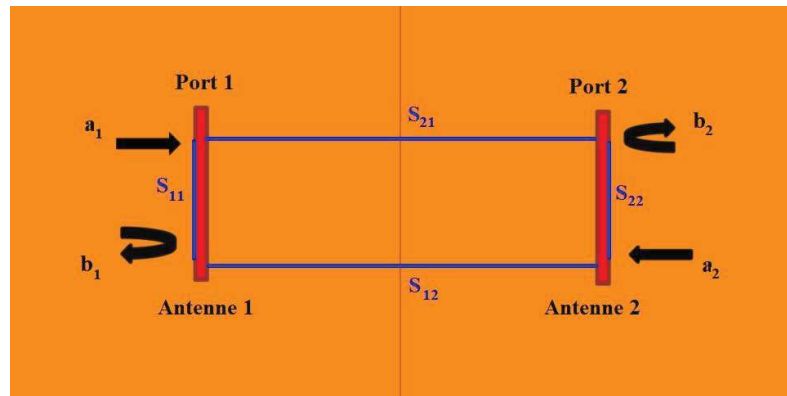 Port 1
Port 2
a1
S21
b2
S11
S22
b1
a2
S12
Antenne 1
Antenne 2